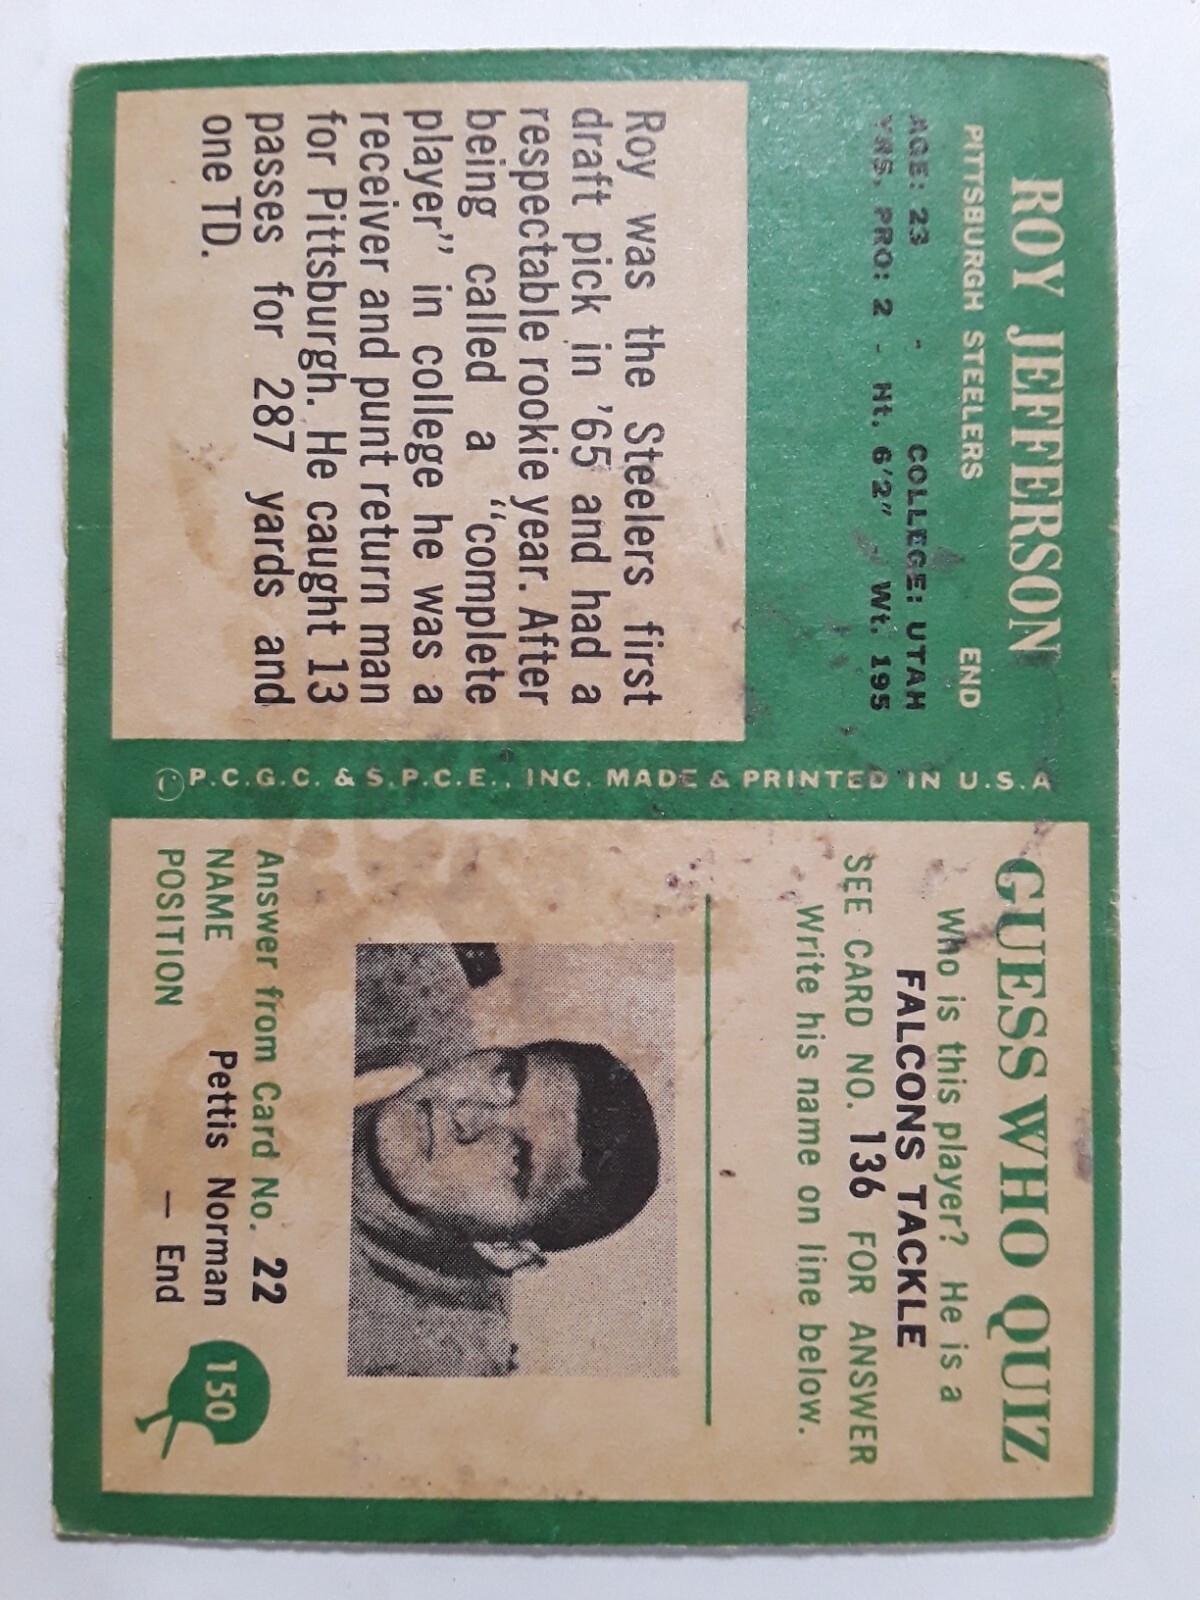 ROY JEFFERSON
PITTSBURGH STEELERS END
AGE: 23 - COLLEGE: UTAH
YRS. PRO: 2 - Ht. 6'2" Wt. 195
Roy was the Steelers first
draft pick in '65 and had a
respectable rookie year. After
being called a "complete
player" in college he was a
receiver and punt return man
for Pittsburgh. He caught 13
passes for 287 yards and
one TD.
©P.C.G.C. & S.P.C.E., INC. MADE & PRINTED IN U.S.A
GUESS WHO QUIZ
Who is this player? He is a
FALCONS TACKLE
SEE CARD NO. 136 FOR ANSWER
Write his name on line below.
Answer from Card No. 22
NAME Pettis Norman
POSITION — End
150